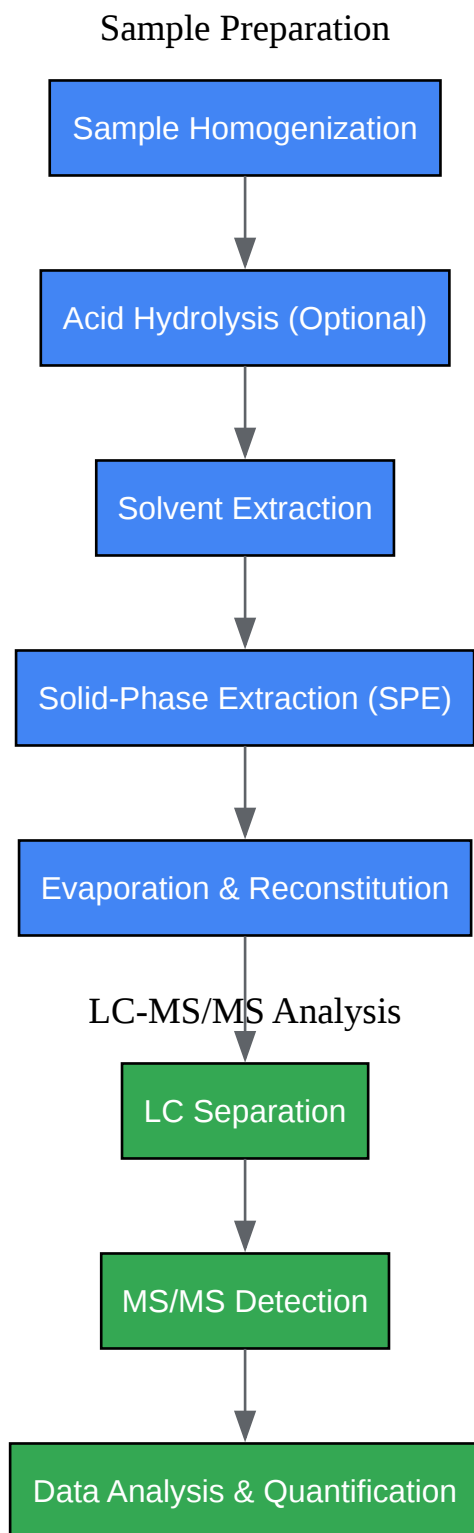 Sample Preparation
Sample Homogenization
Acid Hydrolysis (Optional)
Solvent Extraction
Solid-Phase Extraction (SPE)
Evaporation & Reconstitution
LC-MS/MS Analysis
LC Separation
MS/MS Detection
Data Analysis & Quantification